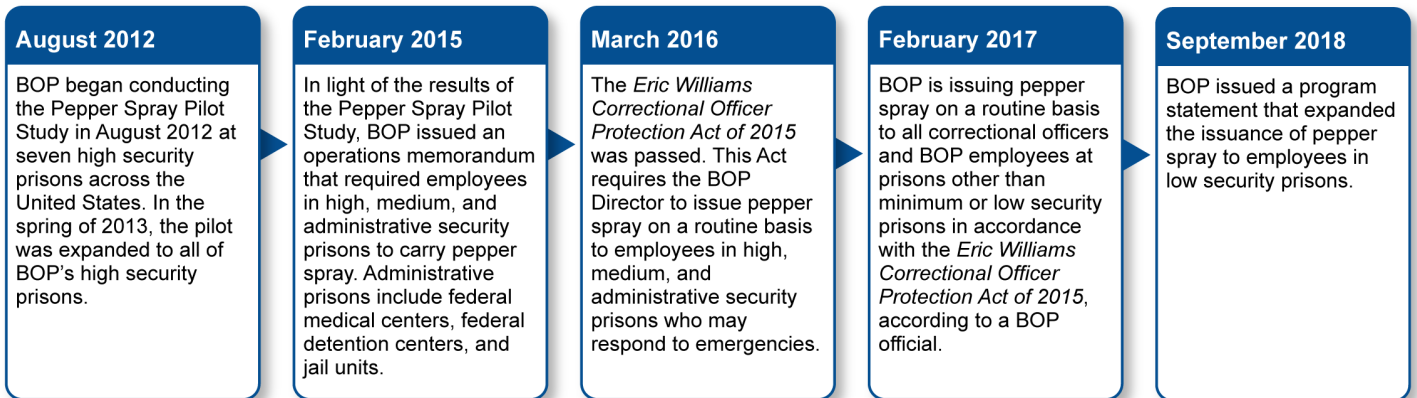 August 2012
BOP began conducting
the Pepper Spray Pilot
Study in August 2012 at
seven high security
prisons across the
United States. In the
spring of 2013, the pilot
was expanded to all of
BOP's high security
prisons.
February 2015
In light of the results of
the Pepper Spray Pilot
Study, BOP issued an
operations memorandum
that required employees
in high, medium, and
administrative security
prisons to carry pepper
spray. Administrative
prisons include federal
medical centers, federal
detention centers, and
jail units.
March 2016
The Eric Williams
Correctional Officer
Protection Act of 2015
was passed. This Act
requires the BOP
Director to issue pepper
spray on a routine basis
to employees in high,
medium, and
administrative security
prisons who may
respond to emergencies.
February 2017
BOP is issuing pepper
spray on a routine basis
to all correctional officers
and BOP employees at
prisons other than
minimum or low security
prisons in accordance
with the Eric Williams
Correctional Officer
Protection Act of 2015,
according to a BOP
official.
September 2018
BOP issued a program
statement that expanded
the issuance of pepper
spray to employees in
low security prisons.